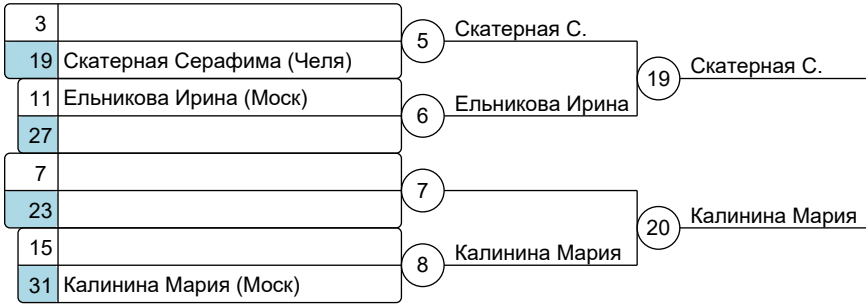 3
19 Скатерная Серафима (Челя)
11 Ельникова Ирина (Моск)
27
7
23
15
31 Калинина Мария (Моск)
5 Скатерная С.
6 Ельникова Ирина
7
8 Калинина Мария
19 Скатерная С.
20 Калинина Мария